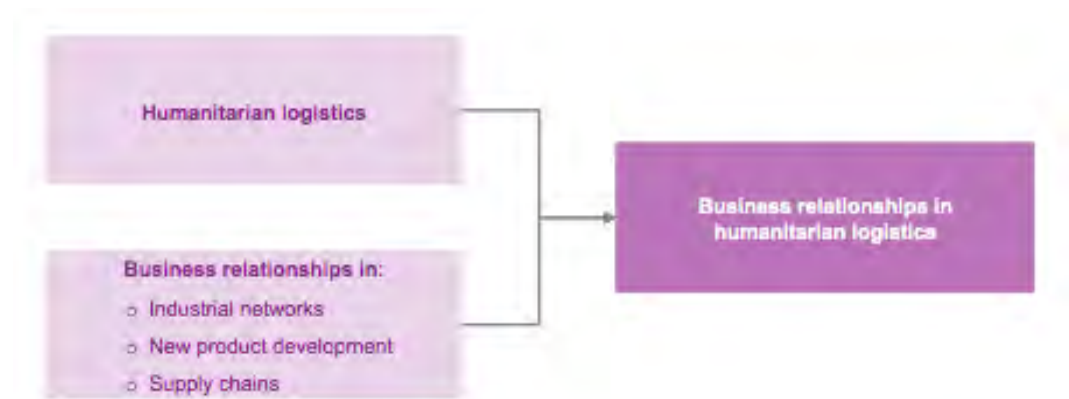 Humanitarian logistics
Business relationships in:
o Industrial networks
o New product development
o Supply chains
Business relationships in
humanitarian logistics